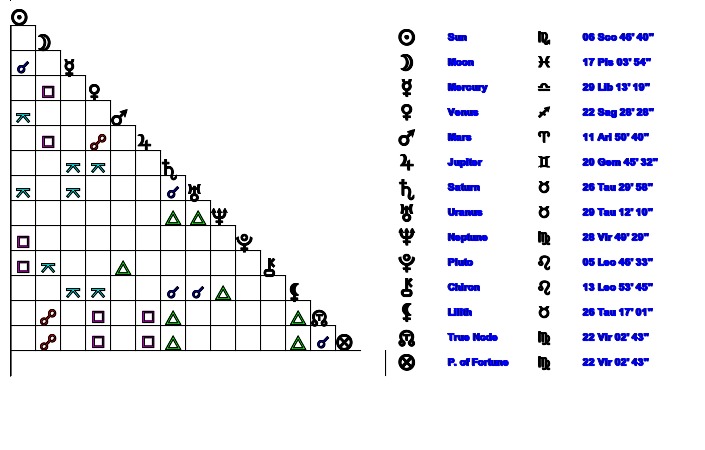 Sun 06 Sco 46' 40"
Moon 17 Pis 03' 54"
Mercury 29 Lib 13' 19"
Venus 22 Sag 28' 28"
Mars 11 Ari 50' 40"
Jupiter 20 Gem 45' 32"
Saturn 26 Tau 29' 58"
Uranus 29 Tau 12' 10"
Neptune 28 Vir 49' 29"
Pluto 05 Leo 46' 33"
Chiron 13 Leo 53' 45"
Lilith 26 Tau 17' 01"
True Node 22 Vir 02' 43"
P. of Fortune 22 Vir 02' 43"